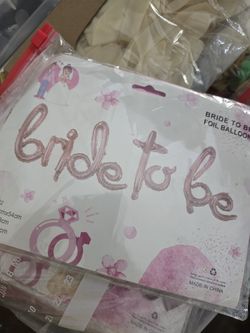 BRIDE TO BE
FOIL BALLOON
bride to be
MADE IN CHINA